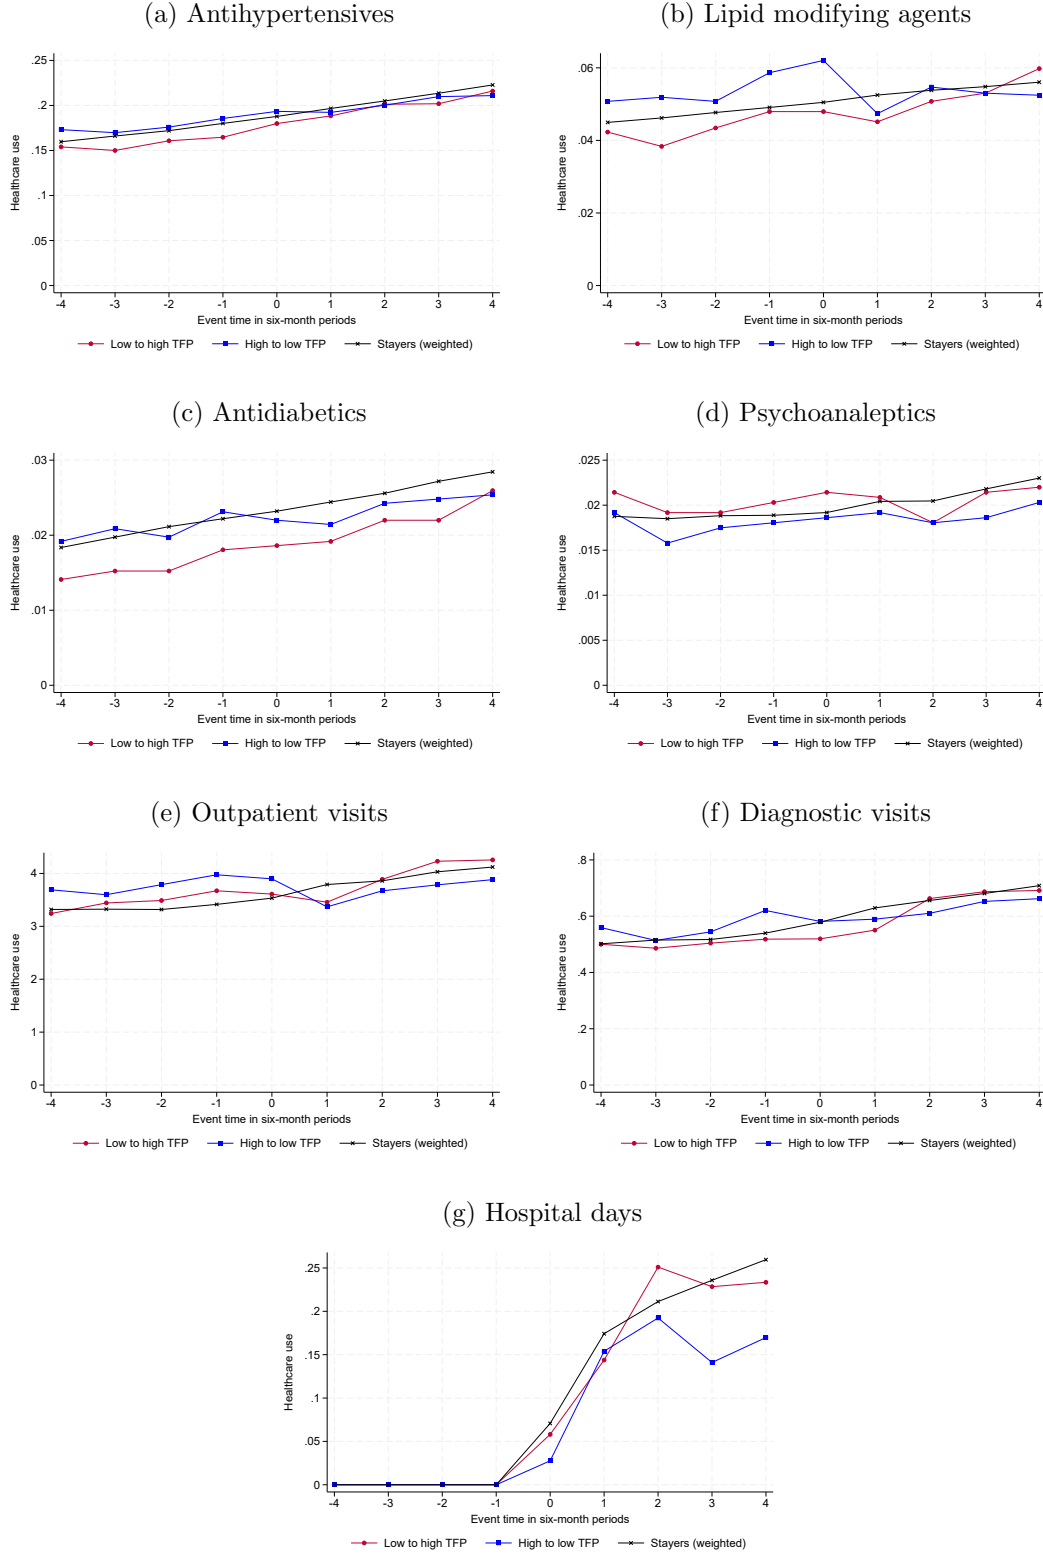 (a) Antihypertensives
.25
.2
.15
.1
.05
0
Healthcare use
-4 -3 -2 -1 0 1 2 3 4
Event time in six-month periods
Low to high TFP High to low TFP Stayers (weighted)
(b) Lipid modifying agents
.06
.04
.02
0
Healthcare use
-4 -3 -2 -1 0 1 2 3 4
Event time in six-month periods
Low to high TFP High to low TFP Stayers (weighted)
(c) Antidiabetics
.03
.02
.01
0
Healthcare use
-4 -3 -2 -1 0 1 2 3 4
Event time in six-month periods
Low to high TFP High to low TFP Stayers (weighted)
(d) Psychoanaleptics
.025
.02
.015
.01
.005
0
Healthcare use
-4 -3 -2 -1 0 1 2 3 4
Event time in six-month periods
Low to high TFP High to low TFP Stayers (weighted)
(e) Outpatient visits
4
3
2
1
0
Healthcare use
-4 -3 -2 -1 0 1 2 3 4
Event time in six-month periods
Low to high TFP High to low TFP Stayers (weighted)
(f) Diagnostic visits
.8
.6
.4
.2
0
Healthcare use
-4 -3 -2 -1 0 1 2 3 4
Event time in six-month periods
Low to high TFP High to low TFP Stayers (weighted)
(g) Hospital days
.25
.2
.15
.1
.05
0
Healthcare use
-4 -3 -2 -1 0 1 2 3 4
Event time in six-month periods
Low to high TFP High to low TFP Stayers (weighted)